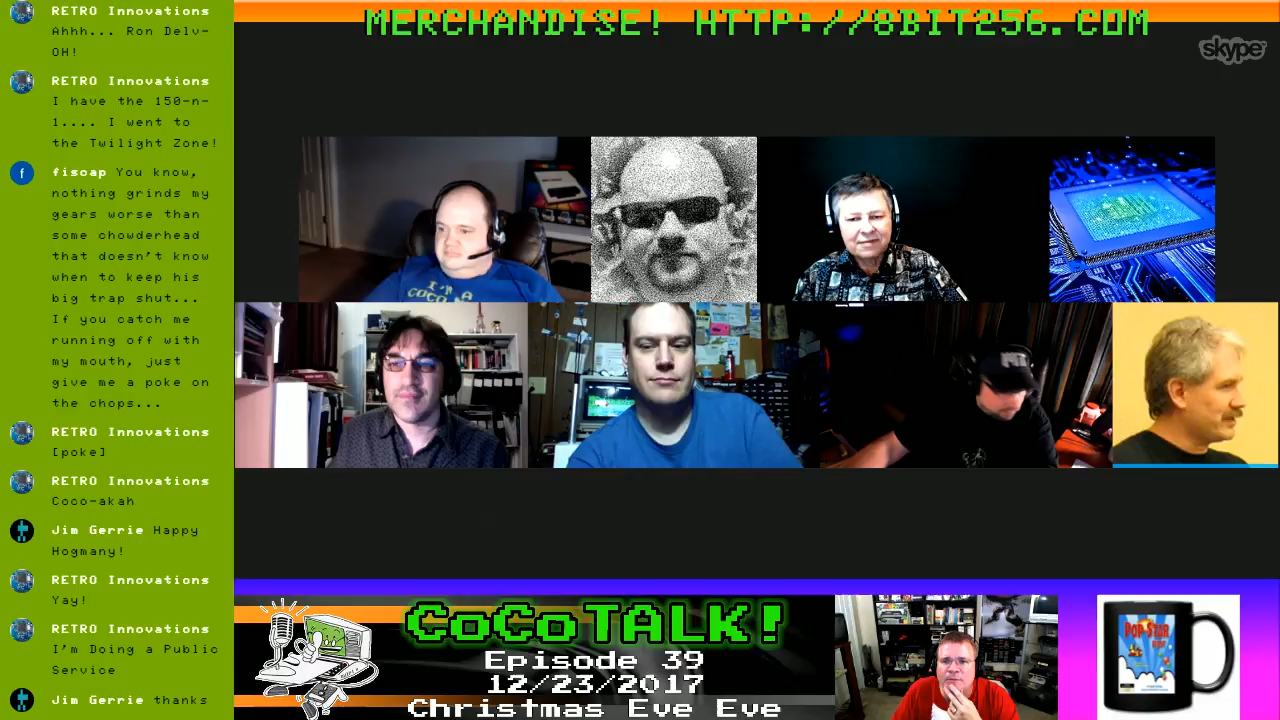 RETRO Innovations
Ahhh... Ron Delv-
OH!
RETRO Innovations
I have the 150-n-
1.... I went to
the Twilight Zone!
f
fiscap You know,
nothing grinds my
gears worse than
some chowderhead
that doesn't know
when to keep his
big trap shut...
If you catch me
running off with
my mouth, just
give me a poke on
the chops...
RETRO Innovations
[poke]
RETRO Innovations
Coco-akah
Jim Gerrie Happy
Hogmany!
RETRO Innovations
Yay!
RETRO Innovations
I'm Doing a Public
Service
Jim Gerrie thanks
MERCHANDISE! HTTP://8BIT256.COM
skype
I'M A
COCO
CoCoTALK!
Episode 39
12/23/2017
Christmas Eve Eve
POP STAR